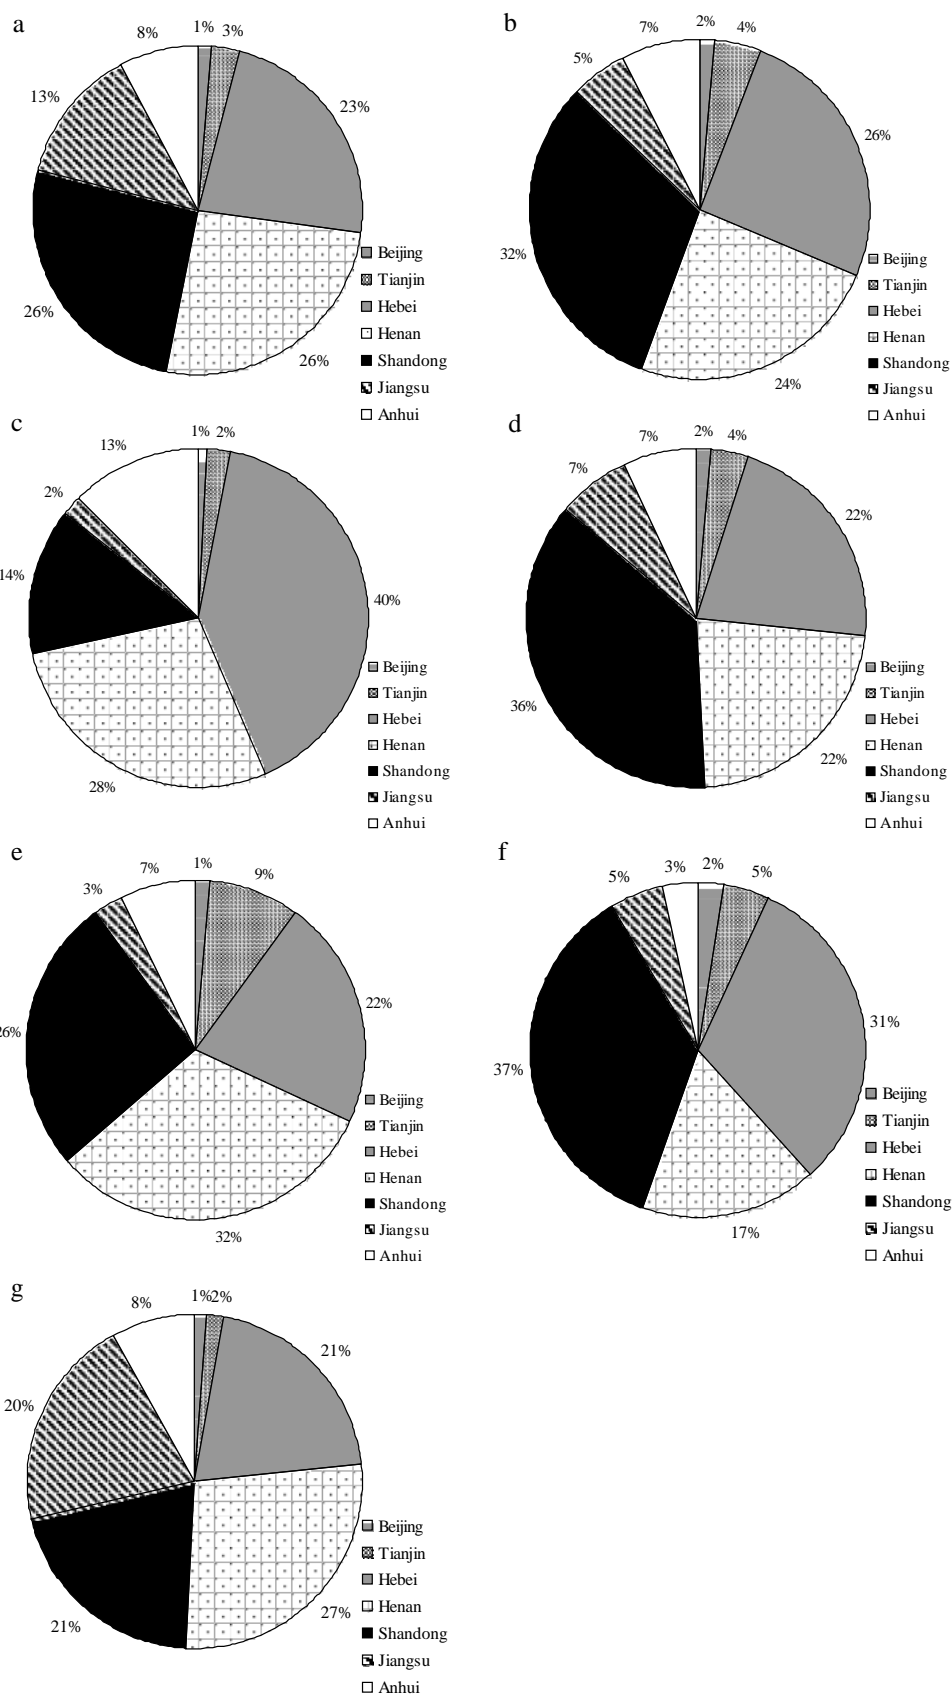 a
1%
3%
23%
26%
26%
13%
8%
Beijing
Tianjin
Hebei
Henan
Shandong
Jiangsu
Anhui
b
2%
4%
26%
24%
32%
5%
7%
Beijing
Tianjin
Hebei
Henan
Shandong
Jiangsu
Anhui
c
1%
2%
40%
28%
14%
2%
13%
Beijing
Tianjin
Hebei
Henan
Shandong
Jiangsu
Anhui
d
2%
4%
22%
22%
36%
7%
7%
Beijing
Tianjin
Hebei
Henan
Shandong
Jiangsu
Anhui
e
1%
9%
22%
32%
26%
3%
7%
Beijing
Tianjin
Hebei
Henan
Shandong
Jiangsu
Anhui
f
2%
5%
31%
17%
37%
5%
3%
Beijing
Tianjin
Hebei
Henan
Shandong
Jiangsu
Anhui
g
1%
2%
21%
27%
21%
20%
8%
Beijing
Tianjin
Hebei
Henan
Shandong
Jiangsu
Anhui